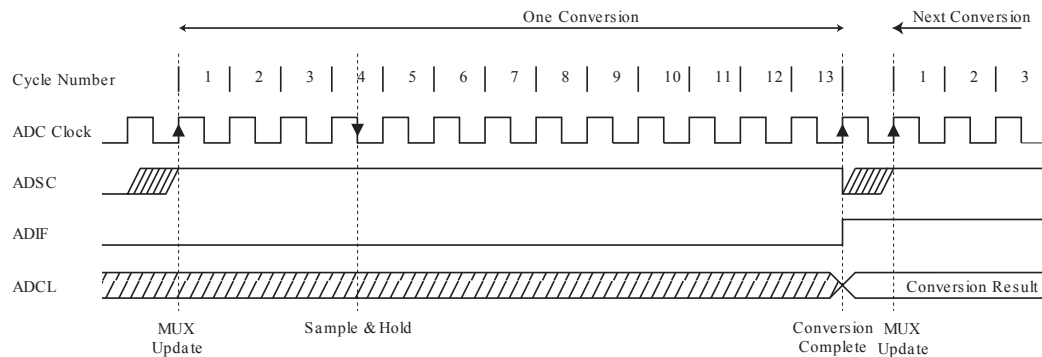 One Conversion
Next Conversion
Cycle Number
1 2 3 4 5 6 7 8 9 10 11 12 13 1 2 3
ADC Clock
ADSC
ADIF
ADCL
Conversion Result
MUX
Update
Sample & Hold
Conversion
Complete
MUX
Update